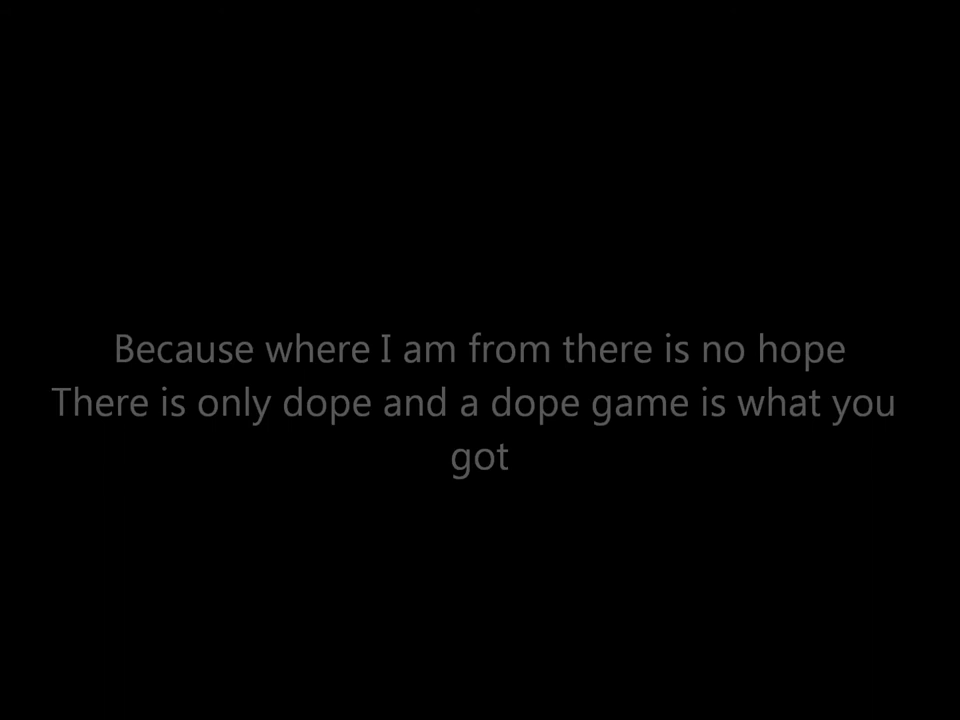 Because where I am from there is no hope
There is only dope and a dope game is what you
got